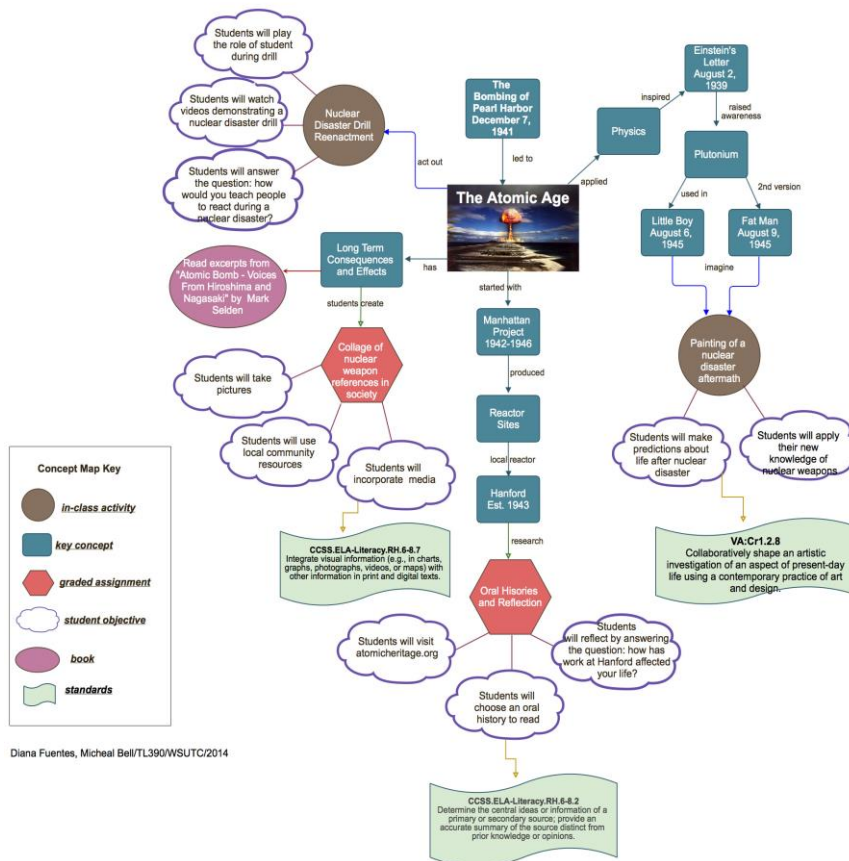 Students will play
the role of student
during drill
Students will watch
videos demonstrating a
nuclear disaster drill
Students will answer
the question: how
would you teach people
to react during a
nuclear disaster?
Nuclear
Disaster Drill
Reenactment
act out
The
Bombing of
Pearl Harbor
December 7,
1941
led to
The Atomic Age
applied
Physics
inspired
Einstein's
Letter
August 2,
1939
raised
awareness
Plutonium
used in
2nd version
Little Boy
August 6,
1945
Fat Man
August 9,
1945
imagine
Painting of a
nuclear
disaster
aftermath
Students will make
predictions about
life after nuclear
disaster
Students will apply
their new
knowledge of
nuclear weapons
VA:Cr1.2.8
Collaboratively shape an artistic
investigation of an aspect of present-day
life using a contemporary practice of art
and design.
has
Long Term
Consequences
and Effects
Read excerpts from
"Atomic Bomb - Voices
From Hiroshima and
Nagasaki" by Mark
Selden
students create
Collage of
nuclear
weapon
references in
society
Students will take
pictures
Students will use
local community
resources
Students will
incorporate media
CCSS.ELA-Literacy.RH.6-8.7
Integrate visual information (e.g., in charts,
graphs, photographs, videos, or maps) with
other information in print and digital texts.
started with
Manhattan
Project
1942-1946
produced
Reactor
Sites
local reactor
Hanford
Est. 1943
research
Oral Hisories
and Reflection
Students will visit
atomicheritage.org
Students will
choose an oral
history to read
Students
will reflect by answering
the question: how has
work at Hanford affected
your life?
CCSS.ELA-Literacy.RH.6-8.2
Determine the central ideas or information of a
primary or secondary source; provide an
accurate summary of the source distinct from
prior knowledge or opinions.
Concept Map Key
in-class activity
key concept
graded assignment
student objective
book
standards
Diana Fuentes, Micheal Bell/TL390/WSUTC/2014